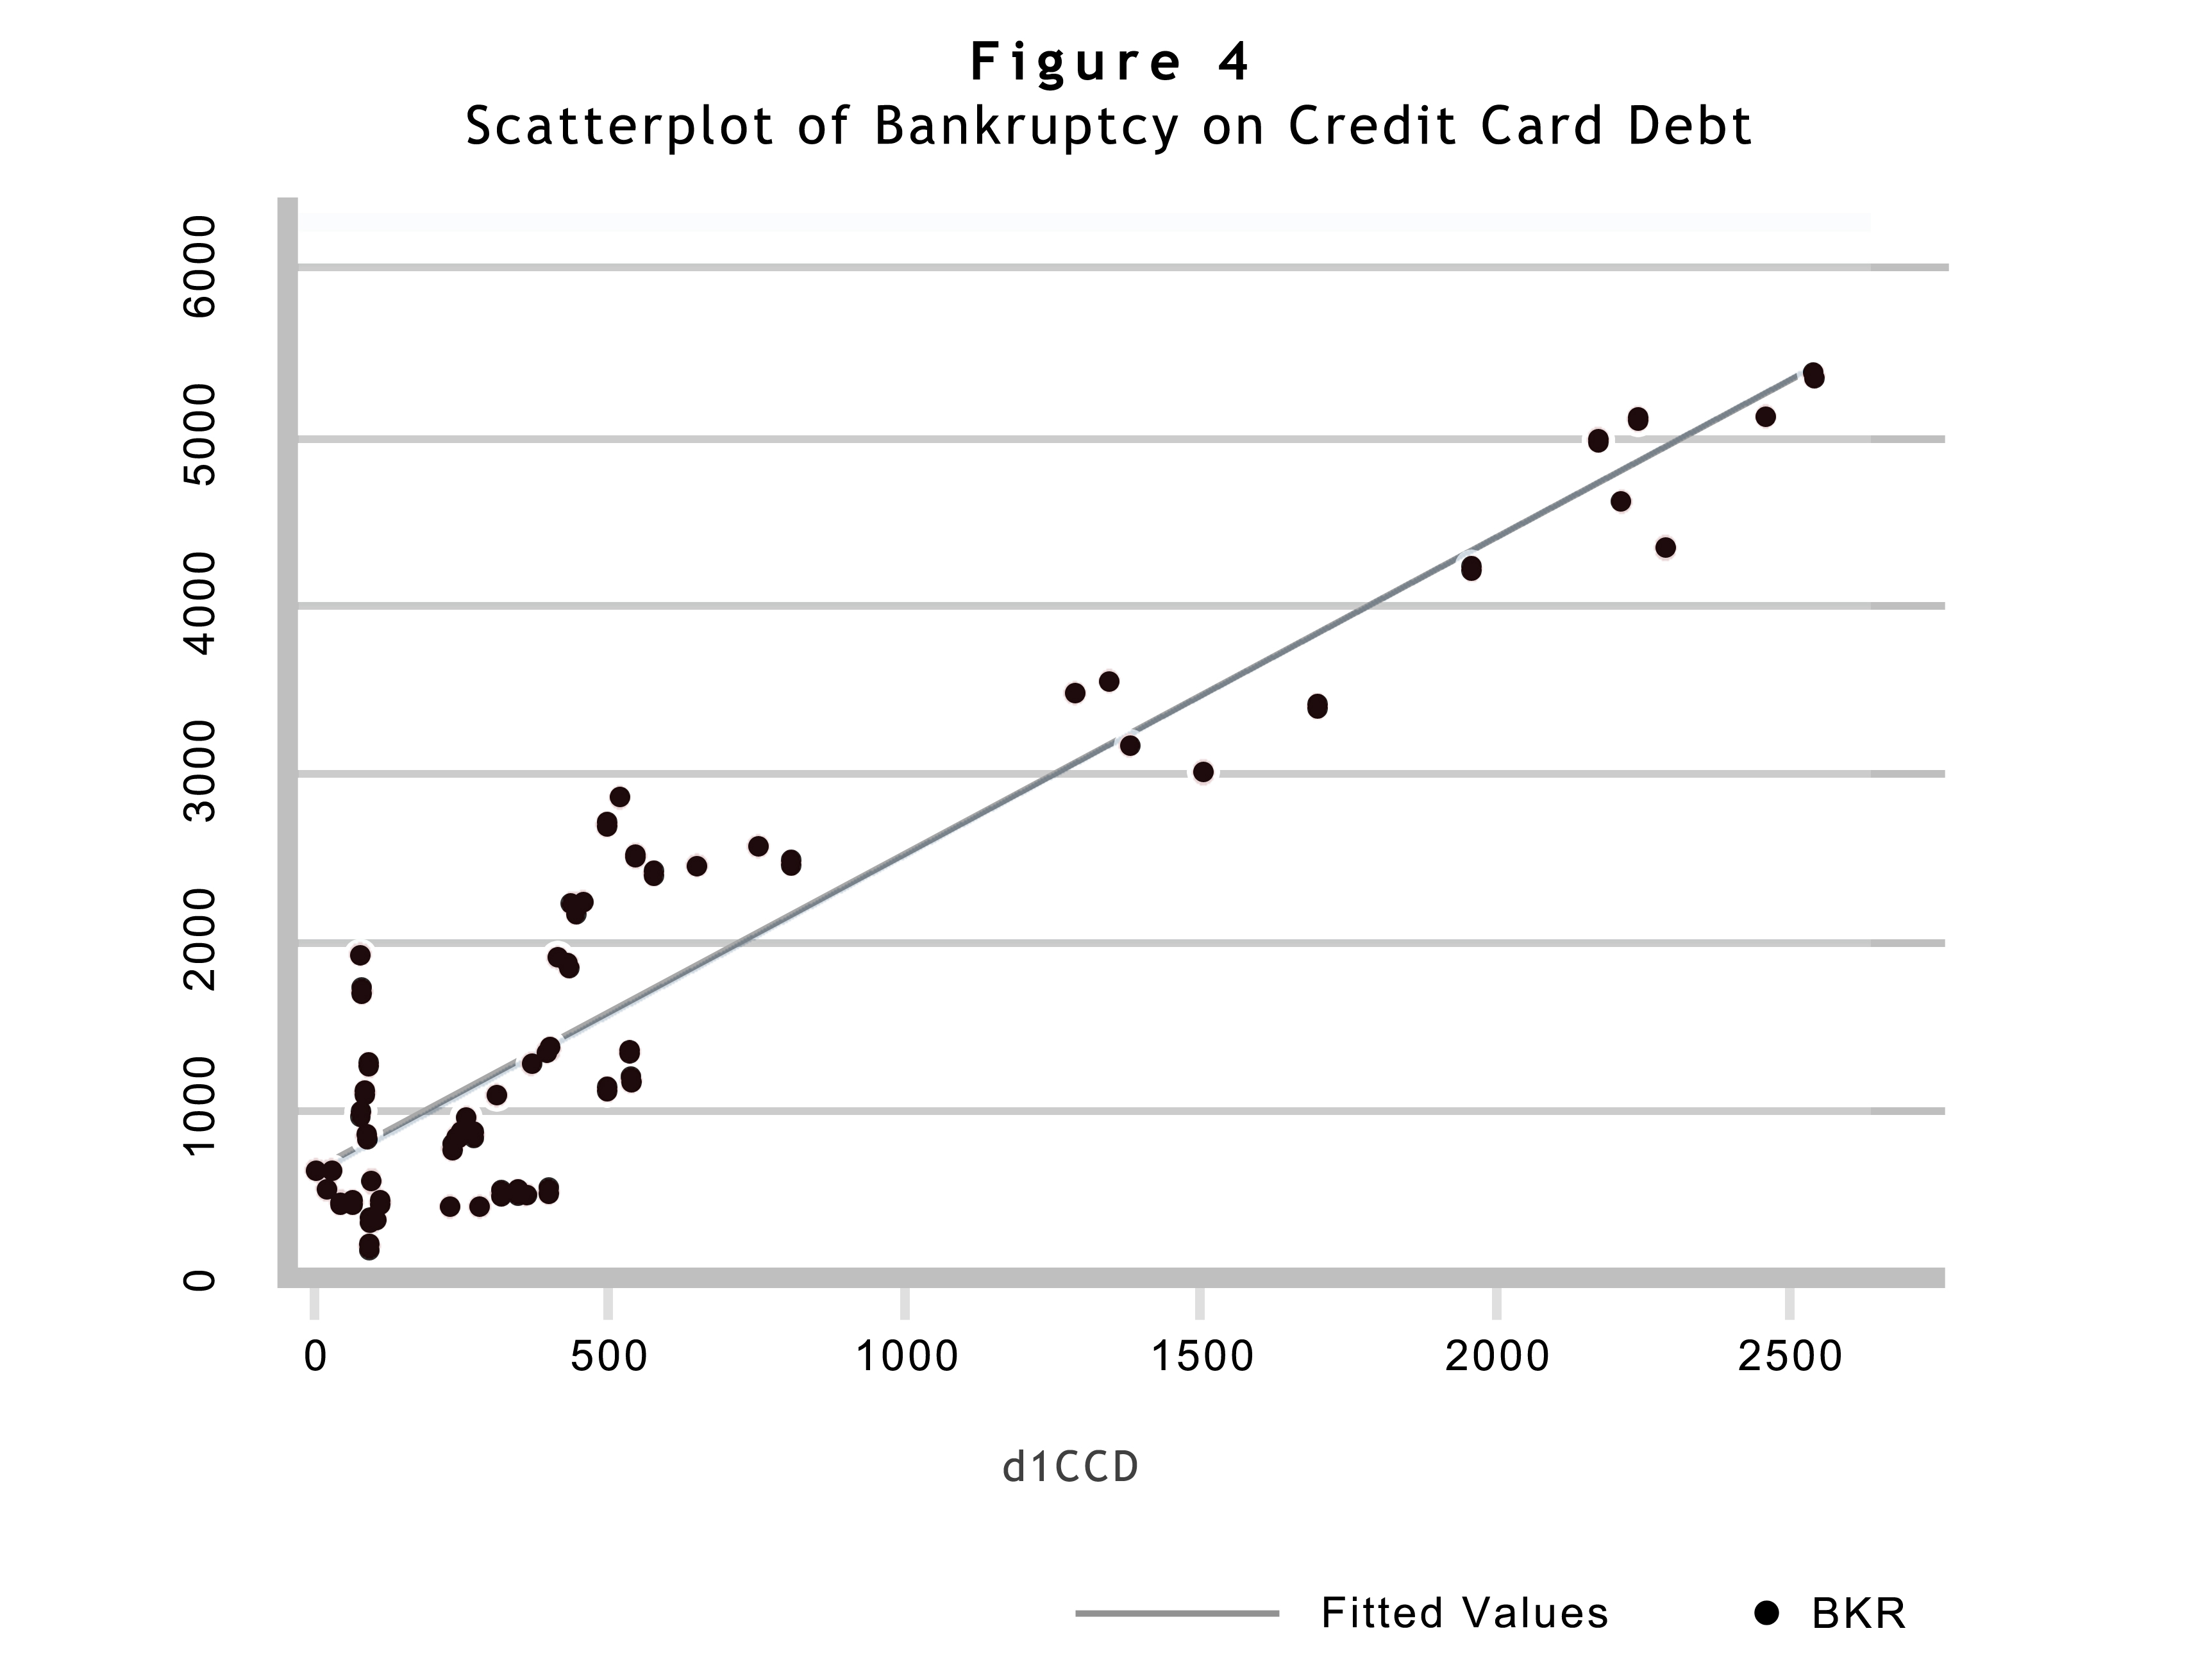 Figure 4
Scatterplot of Bankruptcy on Credit Card Debt
6000
5000
4000
3000
2000
1000
0
0 500 1000 1500 2000 2500
d1CCD
Fitted Values BKR